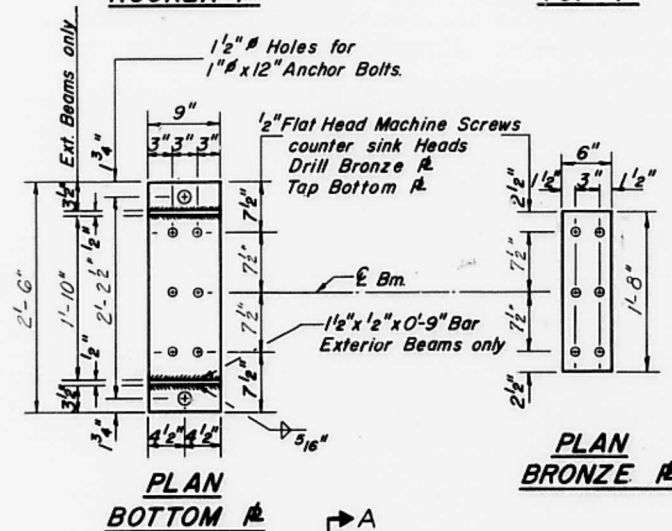 1½" ø Holes for
1" ø x 12" Anchor Bolts.
Ext. Beams only
1¾"
9"
3" 3" 3"
½" Flat Head Machine Screws
counter sink Heads
Drill Bronze ℄
Tap Bottom ℄
6"
1½" 3" 1½"
2½"
7½"
7½"
2½"
1'-8"
3½"
½"
1'-10"
2'-2½"
2'-6"
½"
3½"
1¾"
7½"
7½"
7½"
7½"
℄ Bm.
1½" x ½" x 0'-9" Bar
Exterior Beams only
4½" 4½"
5/16"
PLAN
BOTTOM ⅊
PLAN
BRONZE ⅊
A